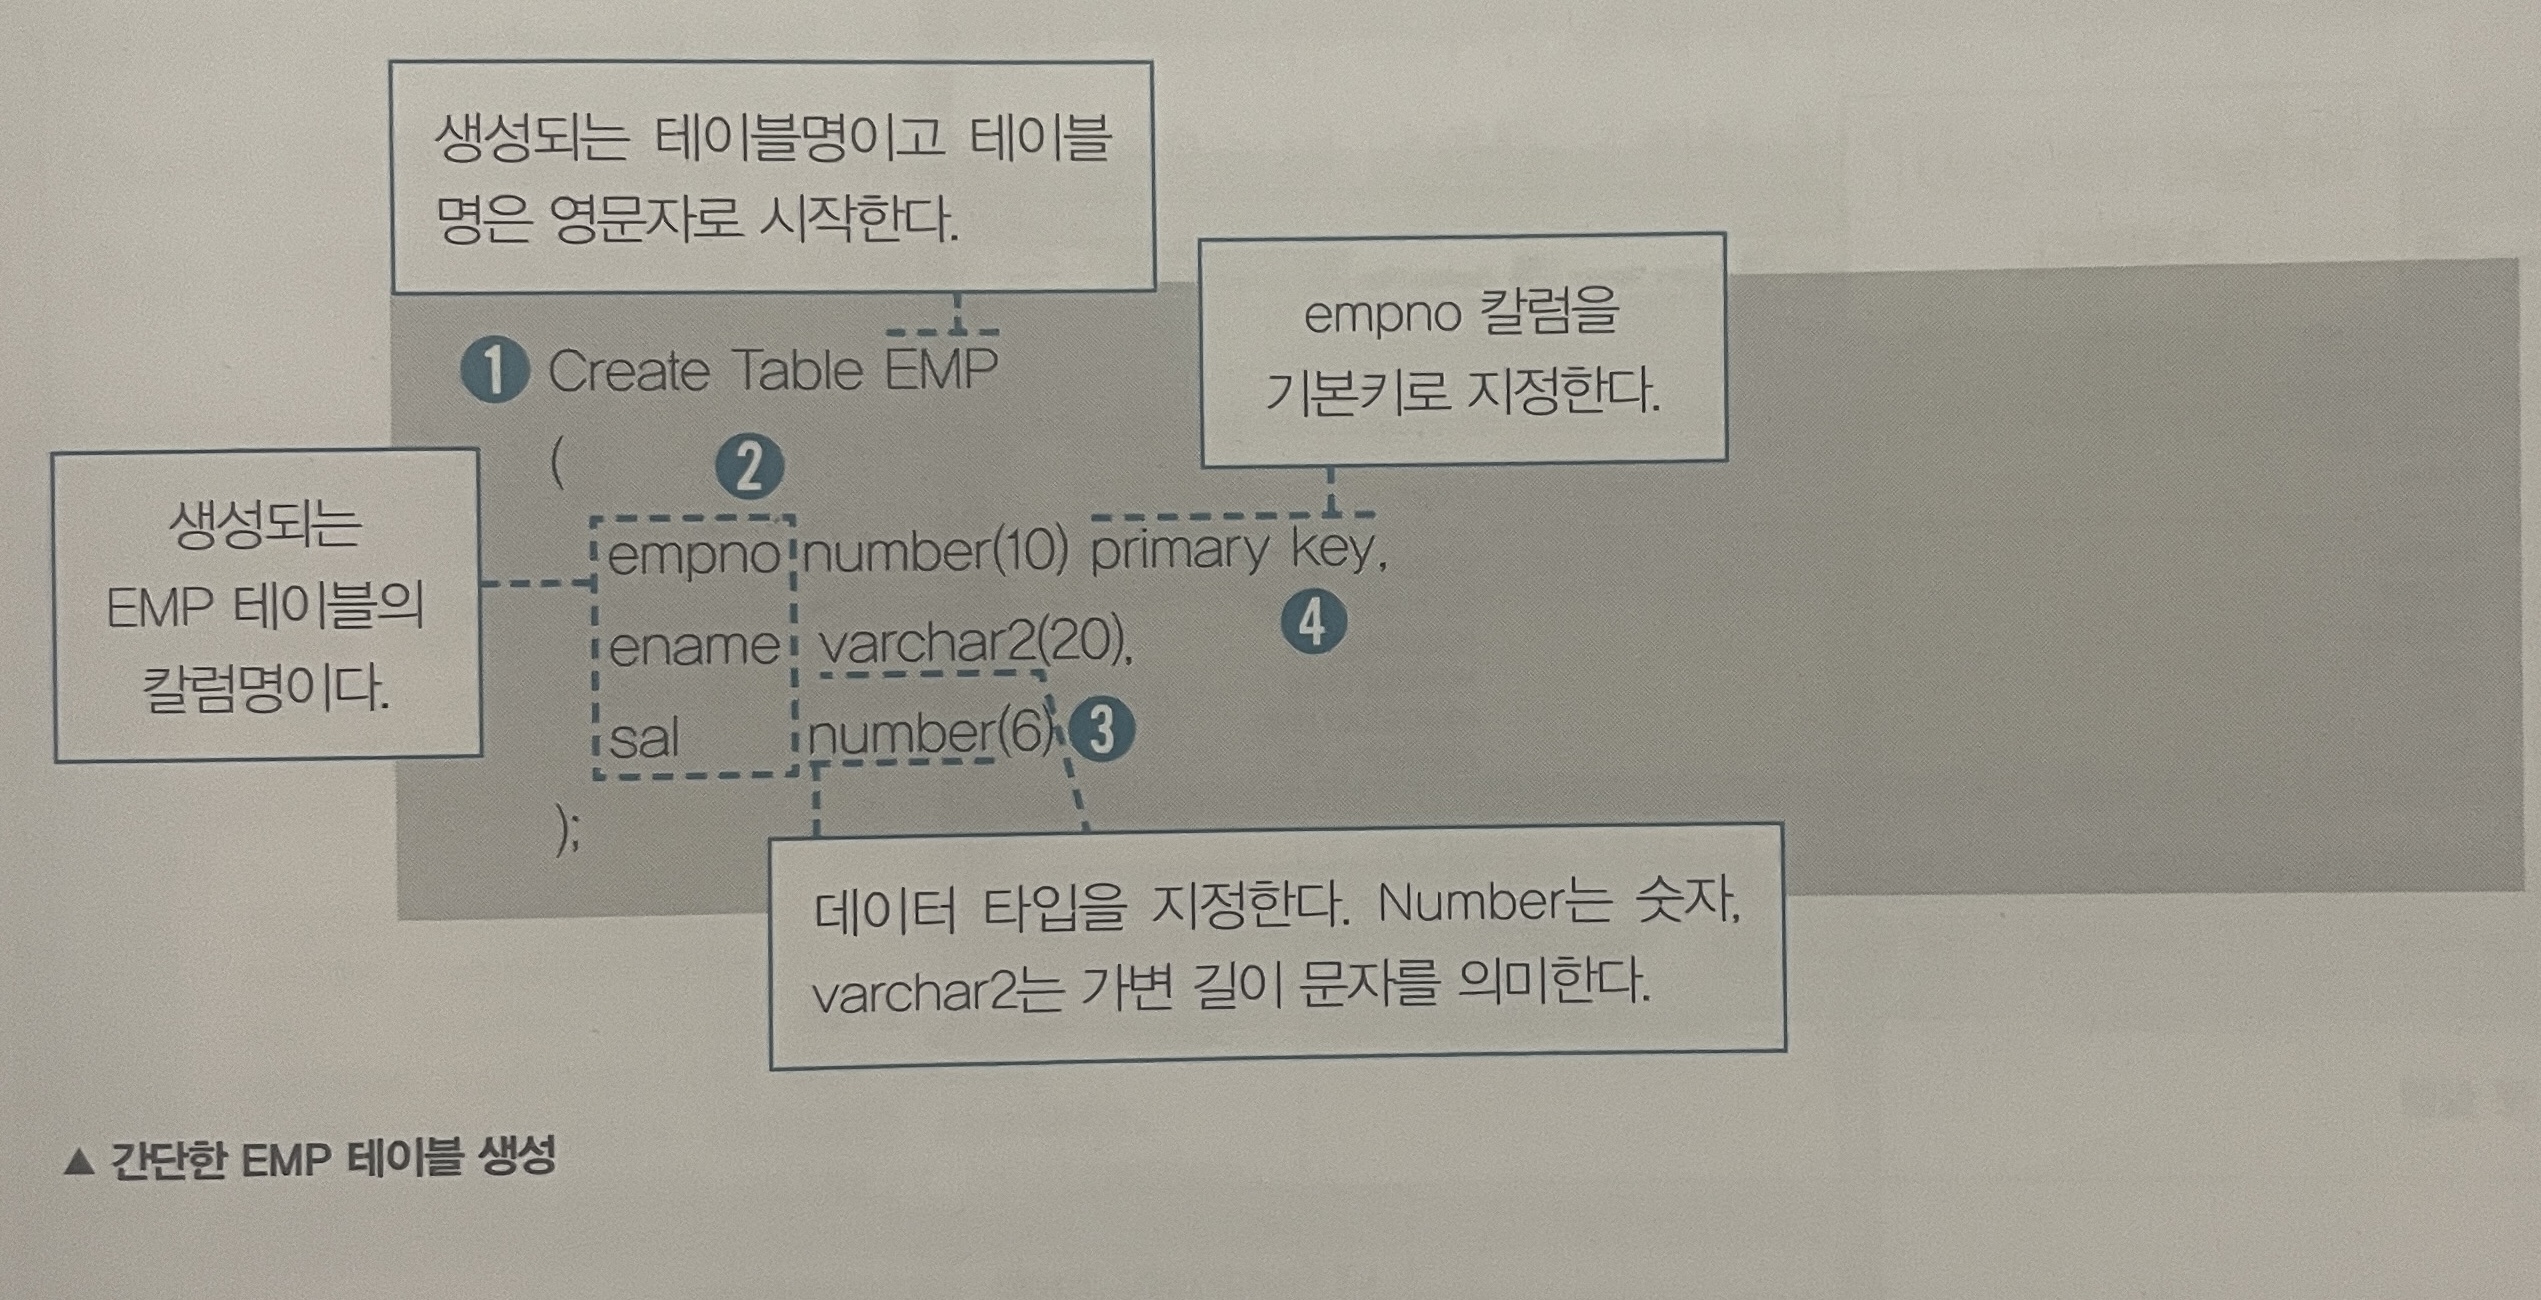 생성되는 테이블명이고 테이블
명은 영문자로 시작한다.
empno 칼럼을
기본키로 지정한다.
1 Create Table EMP
(
2
생성되는
EMP 테이블의
칼럼명이다.
empno number(10) primary key,
4
ename varchar2(20),
sal number(6) 3
);
데이터 타입을 지정한다. Number는 숫자,
varchar2는 가변 길이 문자를 의미한다.
▲ 간단한 EMP 테이블 생성